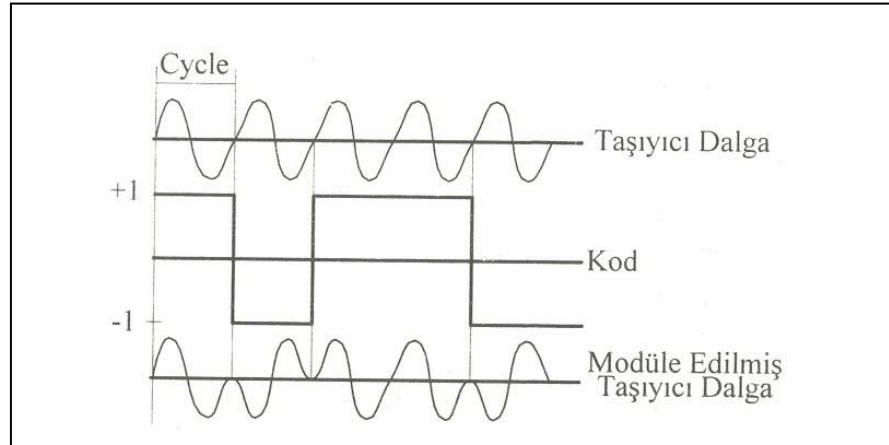 Cycle
Taşıyıcı Dalga
+1
Kod
-1
Modüle Edilmiş
Taşıyıcı Dalga